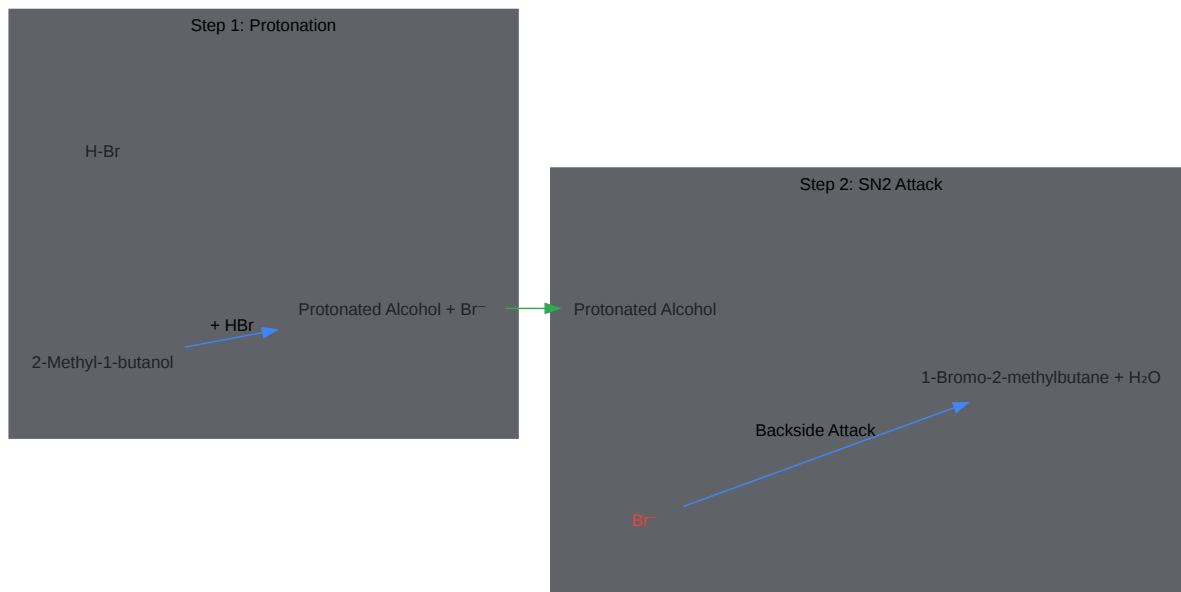 Step 1: Protonation
H-Br
+ HBr
2-Methyl-1-butanol
Protonated Alcohol + Br⁻
Step 2: SN2 Attack
Protonated Alcohol
1-Bromo-2-methylbutane + H₂O
Backside Attack
Br⁻